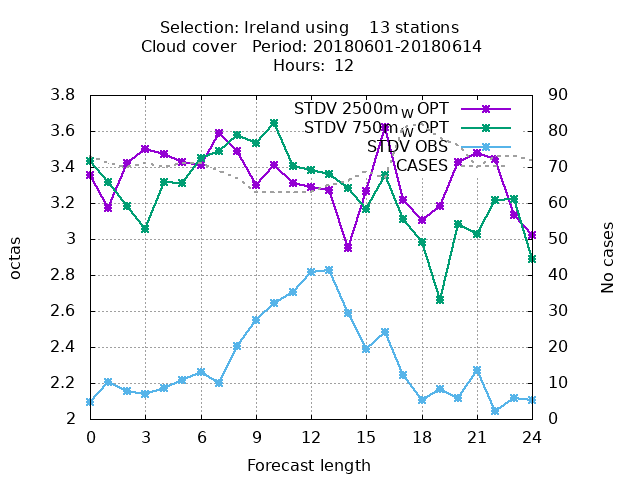 Selection: Ireland using 13 stations
Cloud cover Period: 20180601-20180614
Hours: 12
STDV 2500m_W_OPT
STDV 750m_W_OPT
STDV OBS
CASES
octas
No cases
3.8
3.6
3.4
3.2
3
2.8
2.6
2.4
2.2
2
90
80
70
60
50
40
30
20
10
0
0 3 6 9 12 15 18 21 24
Forecast length